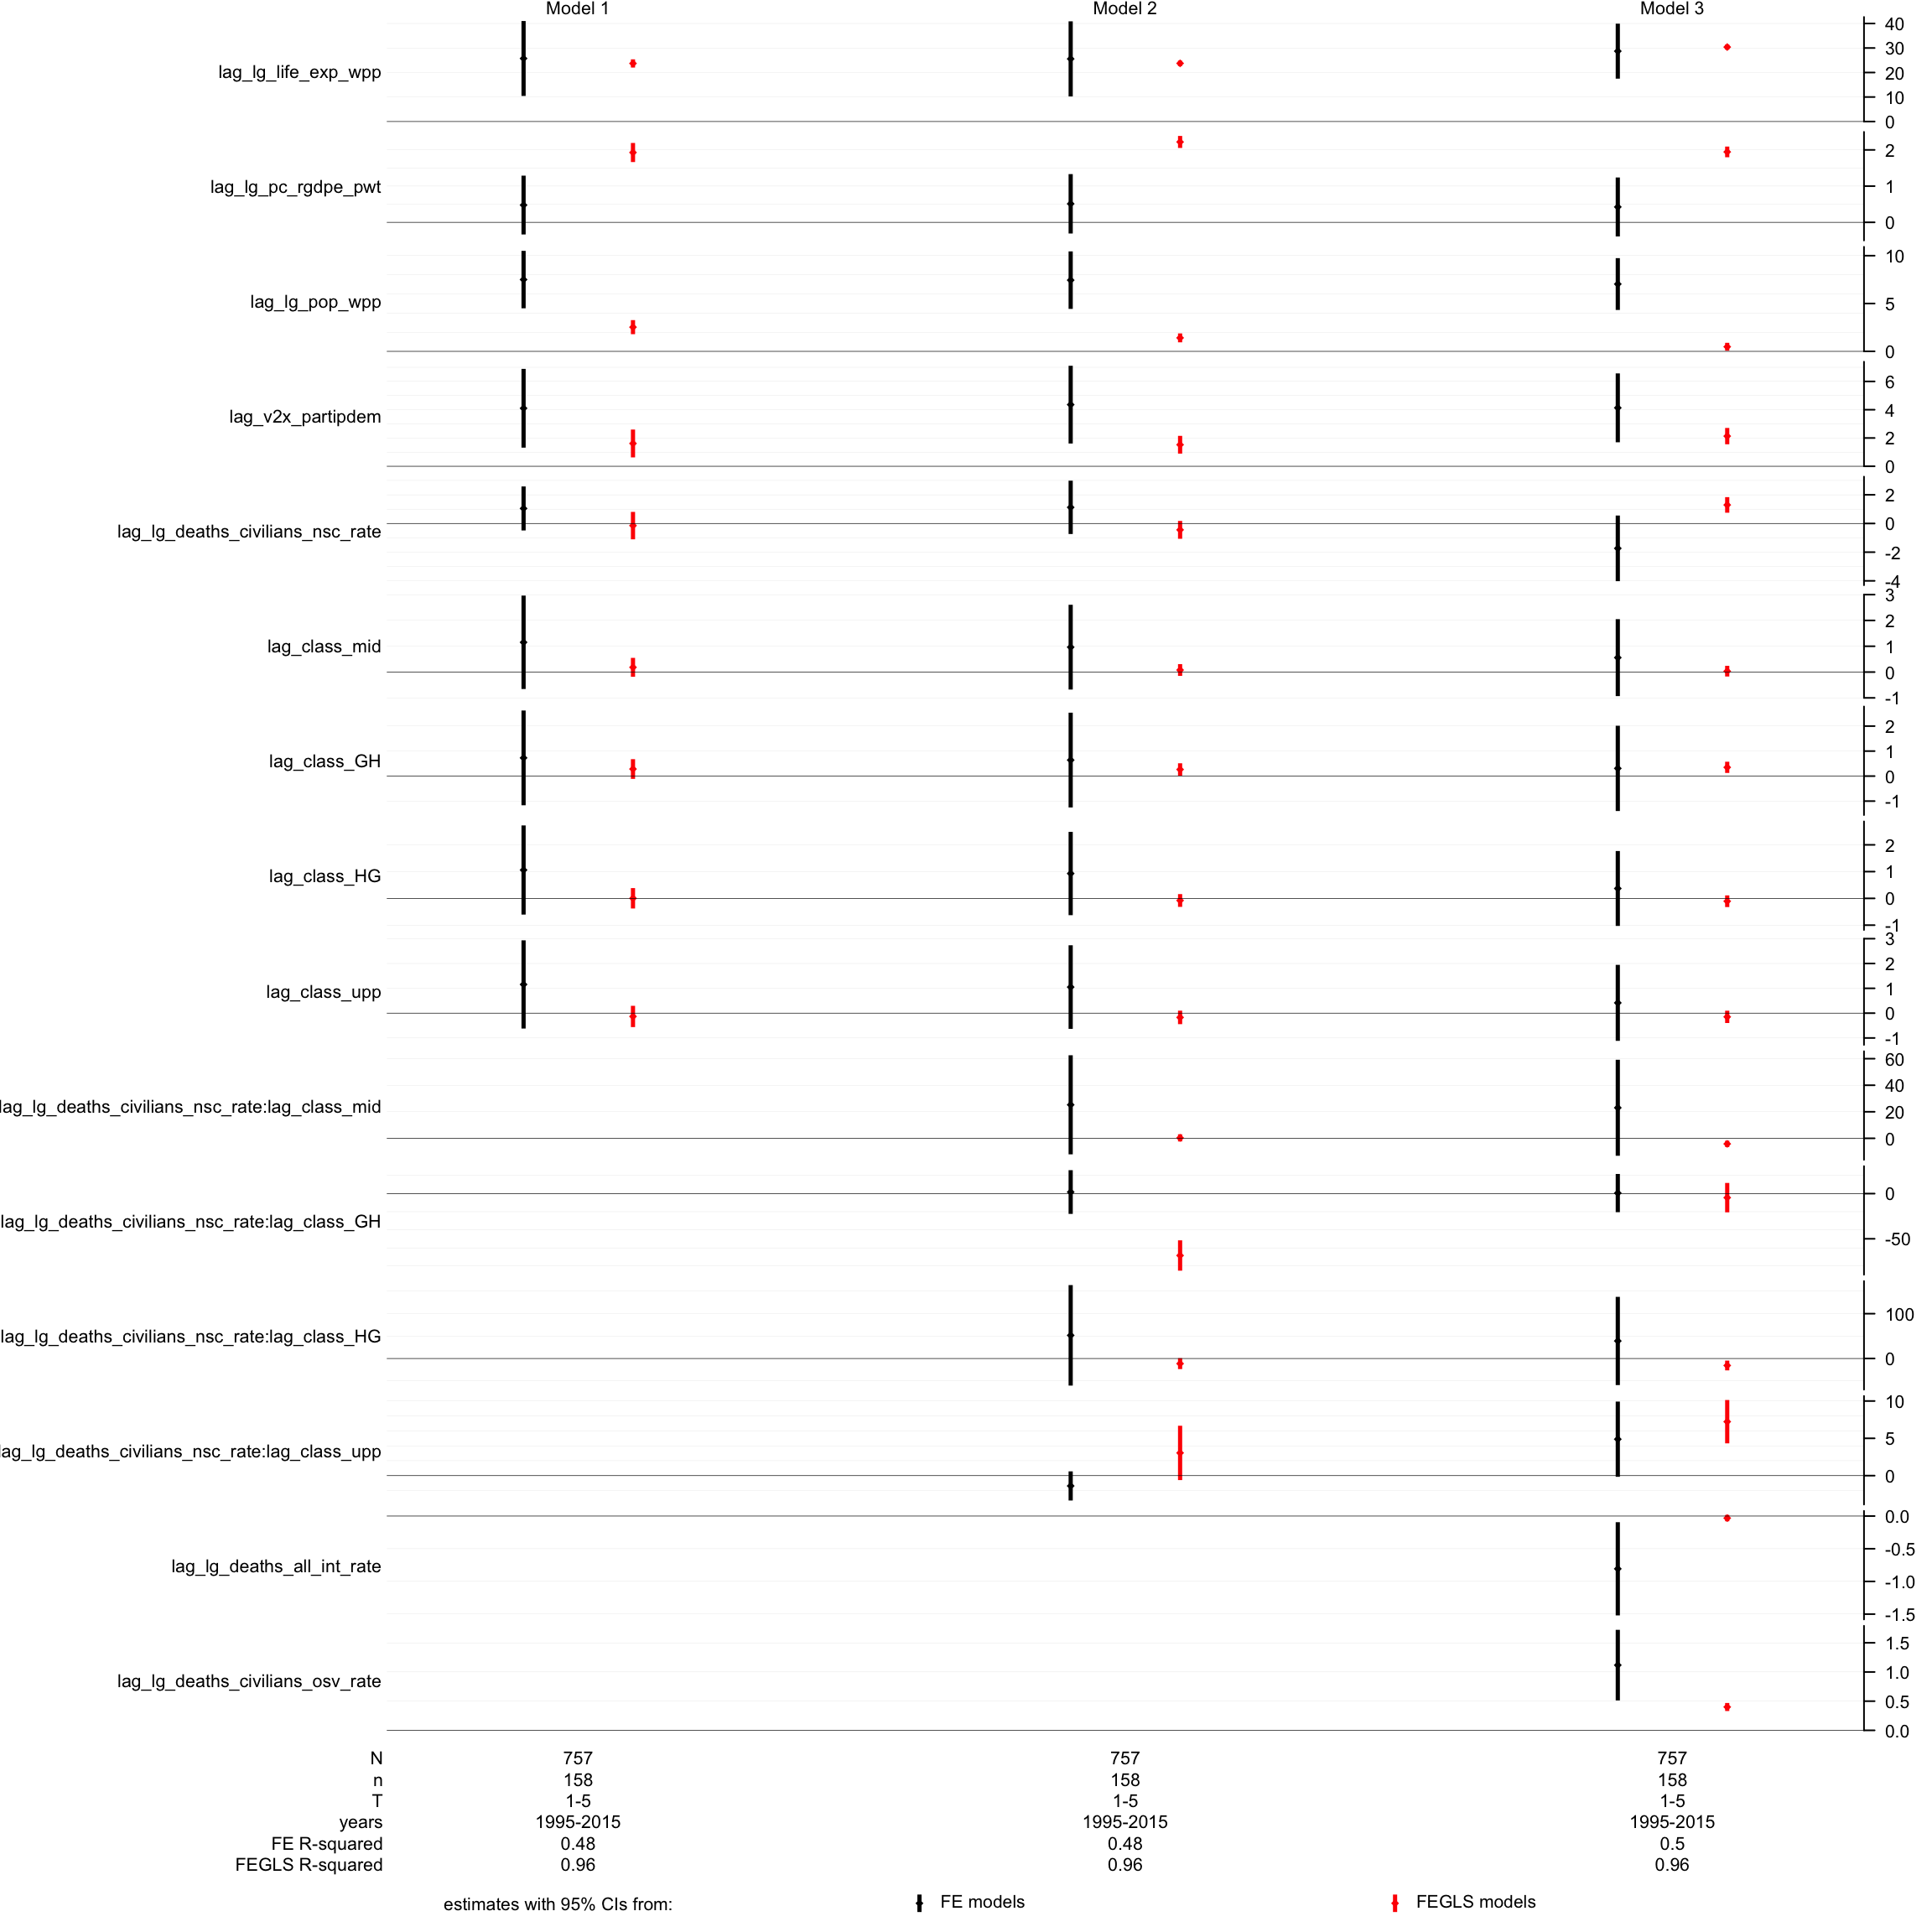 Model 1 Model 2 Model 3
lag_lg_life_exp_wpp
40
30
20
10
0
lag_lg_pc_rgdpe_pwt
2
1
0
lag_lg_pop_wpp
10
5
0
lag_v2x_partipdem
6
4
2
0
lag_lg_deaths_civilians_nsc_rate
2
0
-2
-4
lag_class_mid
3
2
1
0
-1
lag_class_GH
2
1
0
-1
lag_class_HG
2
1
0
-1
lag_class_upp
3
2
1
0
-1
lag_lg_deaths_civilians_nsc_rate:lag_class_mid
60
40
20
0
lag_lg_deaths_civilians_nsc_rate:lag_class_GH
0
-50
lag_lg_deaths_civilians_nsc_rate:lag_class_HG
100
0
lag_lg_deaths_civilians_nsc_rate:lag_class_upp
10
5
0
lag_lg_deaths_all_int_rate
0.0
-0.5
-1.0
-1.5
lag_lg_deaths_civilians_osv_rate
1.5
1.0
0.5
0.0
N 757 757 757
n 158 158 158
T 1-5 1-5 1-5
years 1995-2015 1995-2015 1995-2015
FE R-squared 0.48 0.48 0.5
FEGLS R-squared 0.96 0.96 0.96
estimates with 95% CIs from: FE models FEGLS models